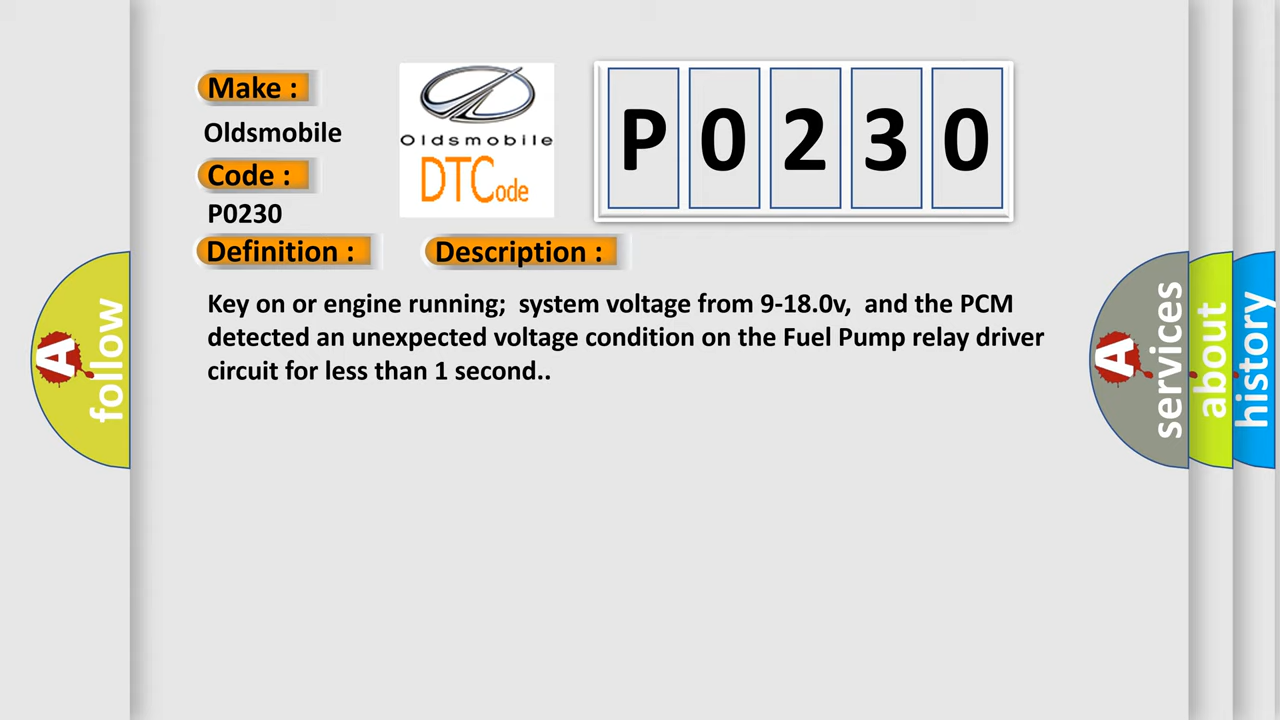 Make :
Oldsmobile
Code :
P0230
Oldsmobile
DTCode
P0230
Definition :
Description :
Key on or engine running; system voltage from 9-18.0v, and the PCM
detected an unexpected voltage condition on the Fuel Pump relay driver
circuit for less than 1 second..
A
follow
A
services
about
history